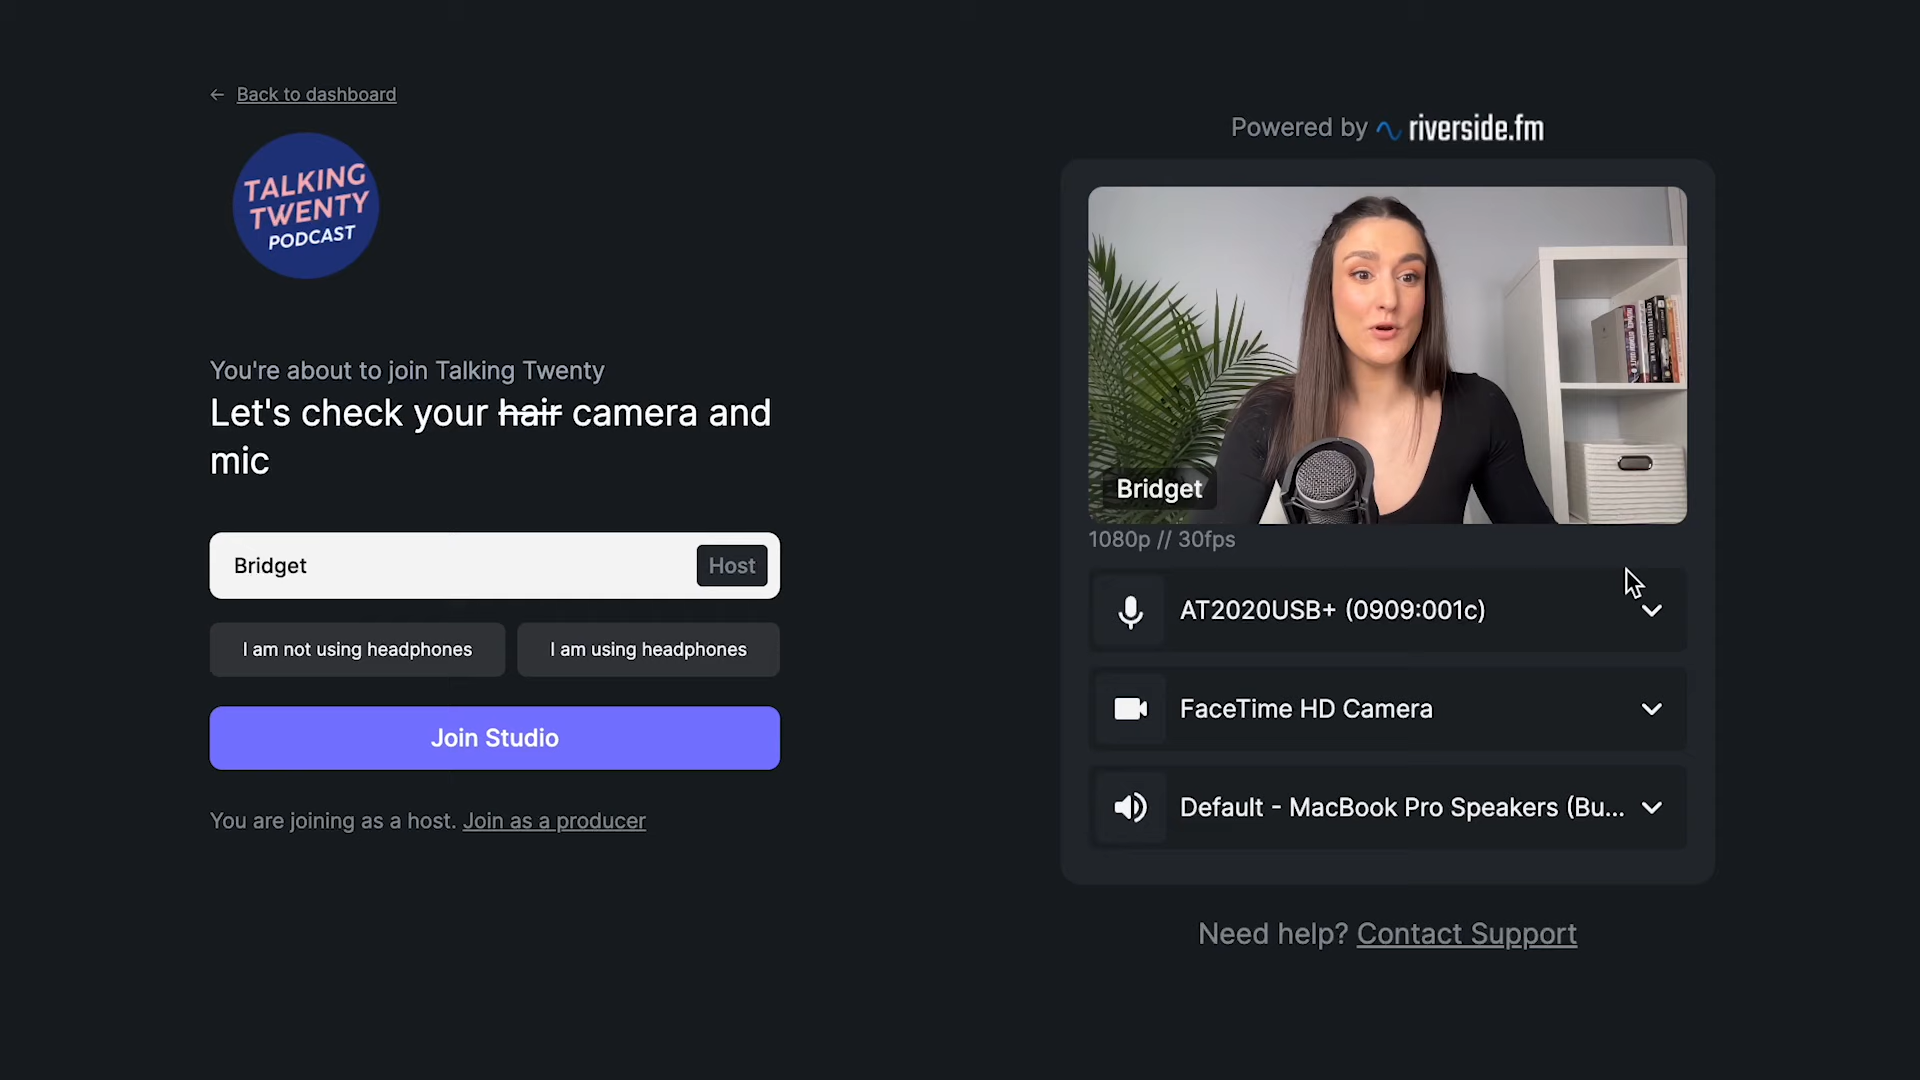 ← Back to dashboard
TALKING
TWENTY
PODCAST
You're about to join Talking Twenty
Let's check your hair camera and
mic
Bridget
Host
I am not using headphones
I am using headphones
Join Studio
You are joining as a host. Join as a producer
Powered by riverside.fm
Bridget
1080p // 30fps
AT2020USB+ (0909:001c)
FaceTime HD Camera
Default - MacBook Pro Speakers (Bu...
Need help? Contact Support